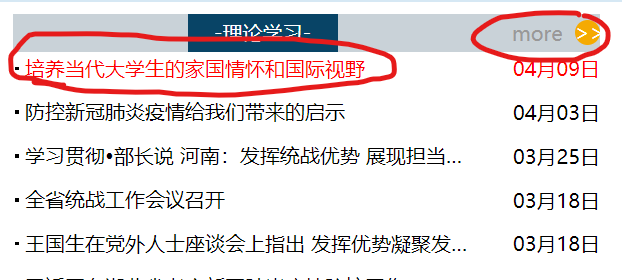 -理论学习-
more >>
培养当代大学生的家国情怀和国际视野 04月09日
防控新冠肺炎疫情给我们带来的启示 04月03日
学习贯彻•部长说 河南：发挥统战优势 展现担当... 03月25日
全省统战工作会议召开 03月18日
王国生在党外人士座谈会上指出 发挥优势凝聚发... 03月18日